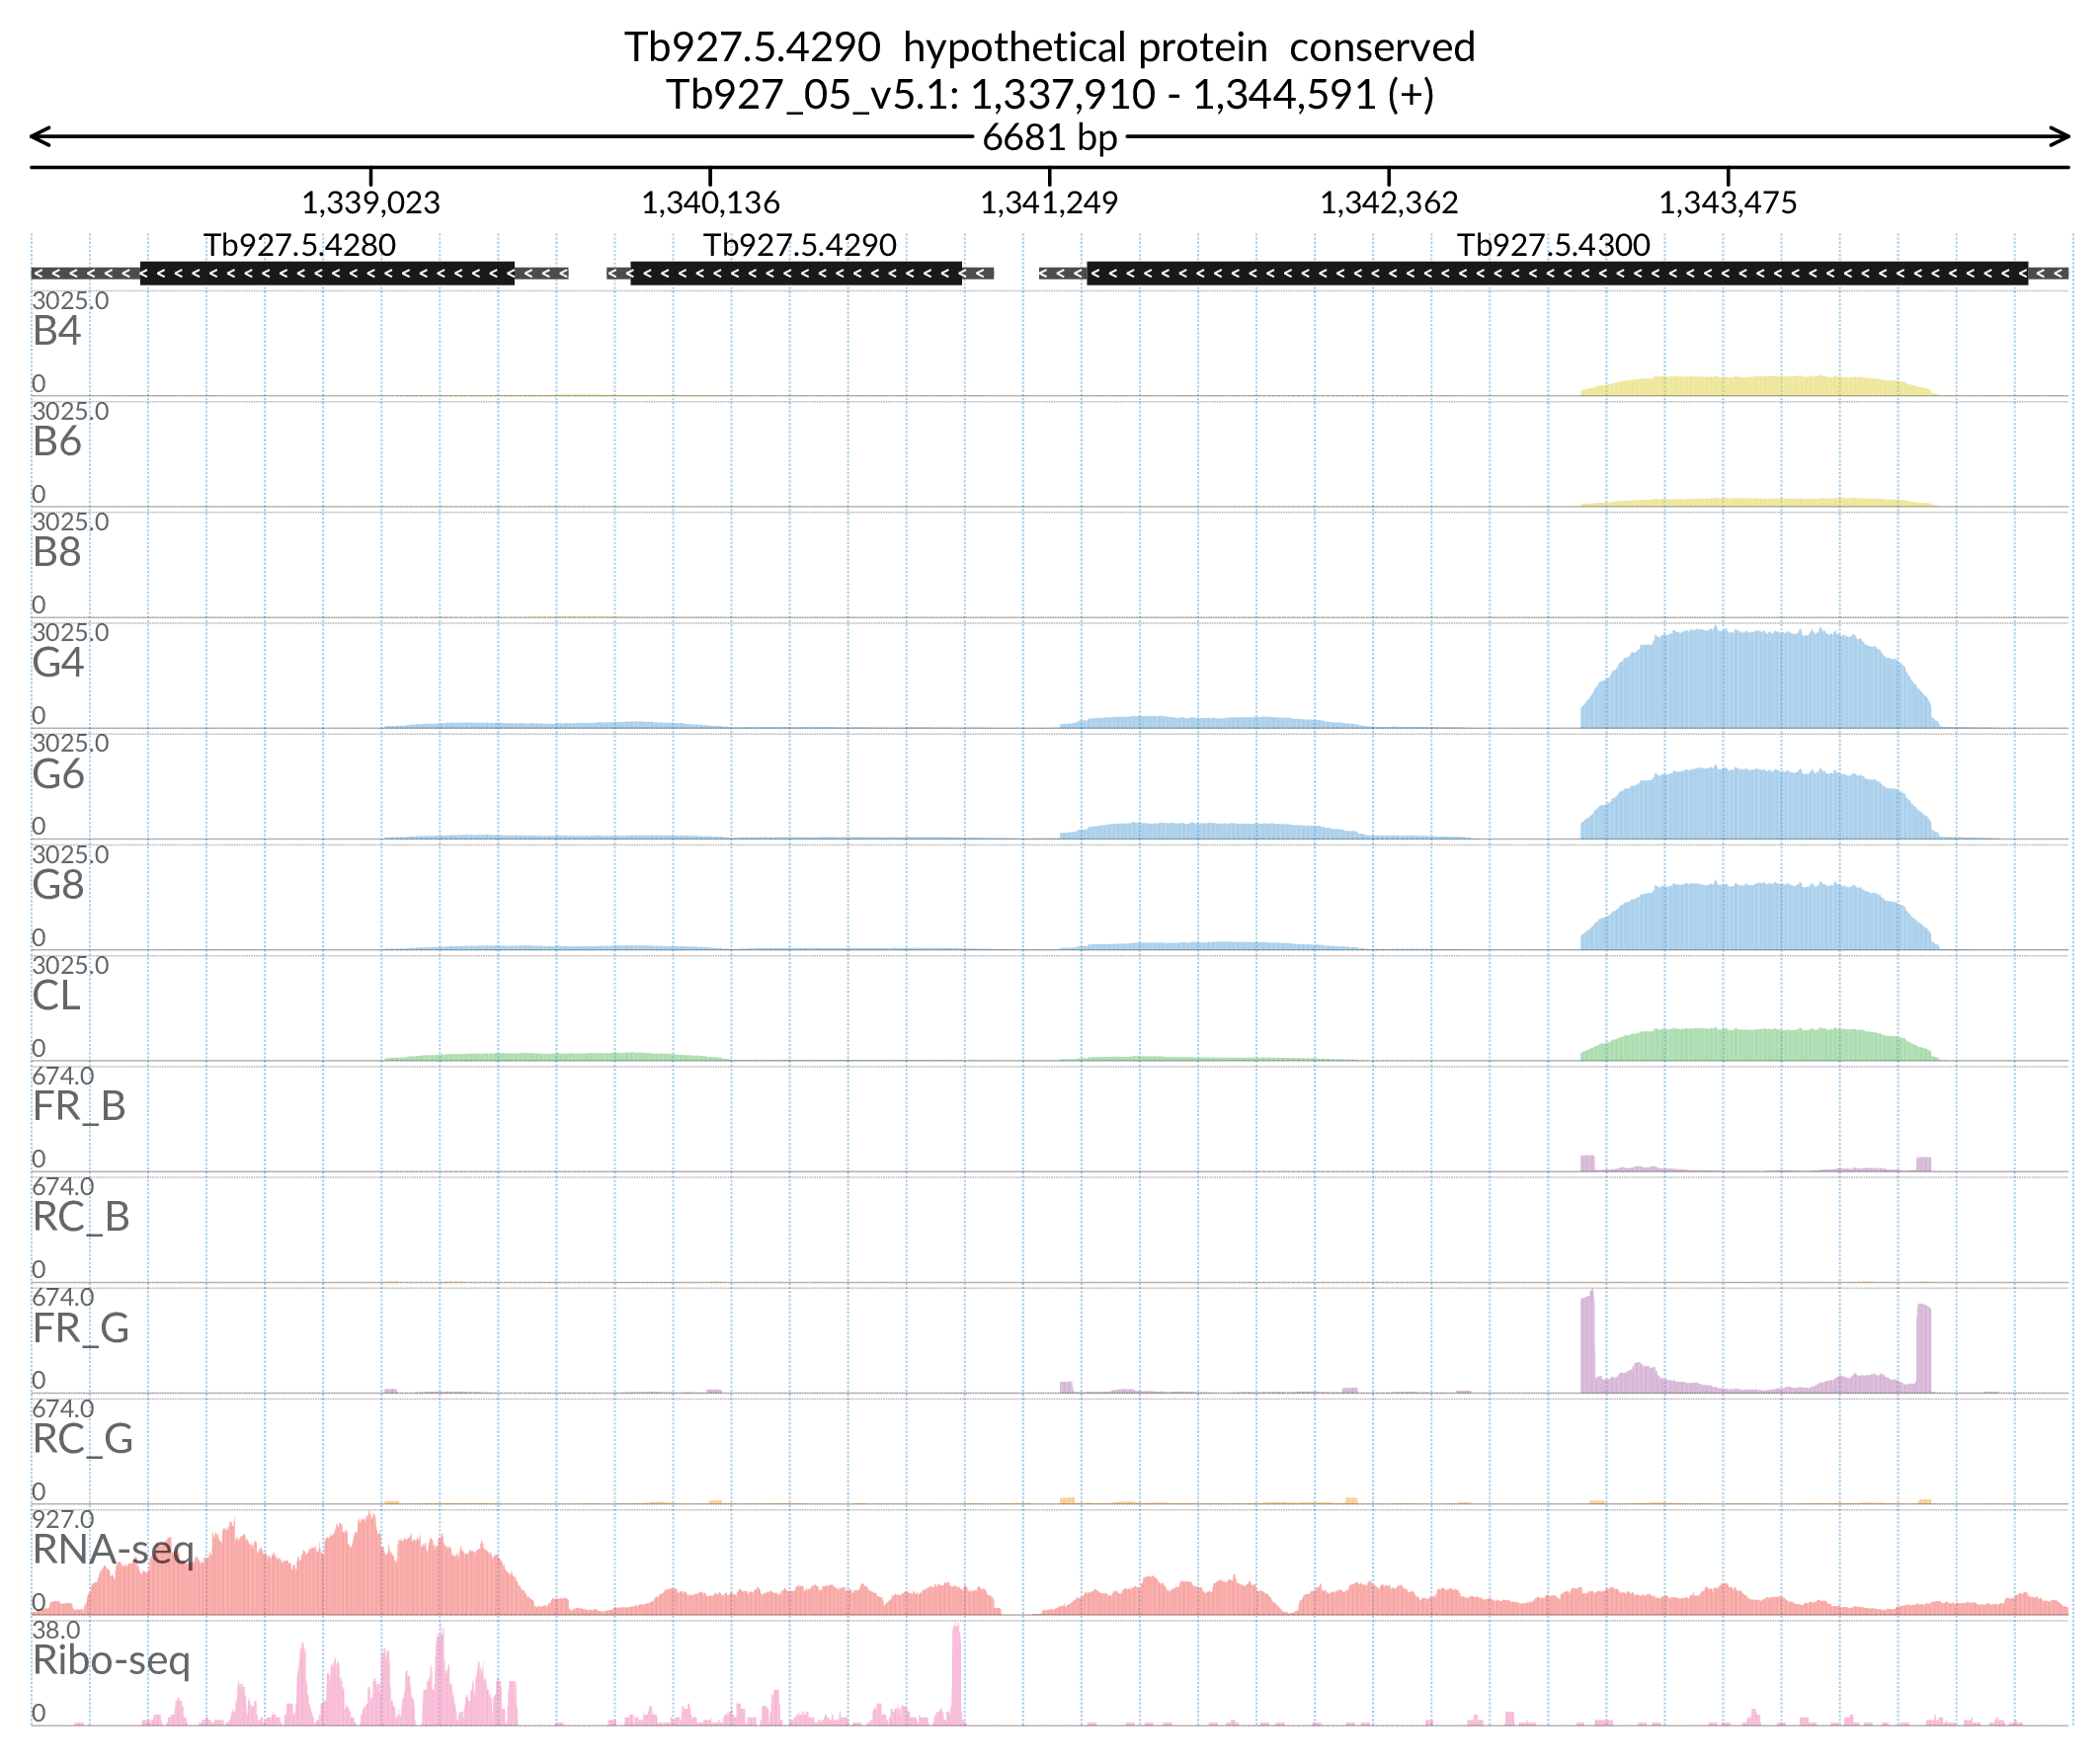 Tb927.5.4290  hypothetical protein  conserved
Tb927_05_v5.1: 1,337,910 - 1,344,591 (+)
6681 bp
1,339,023 1,340,136 1,341,249 1,342,362 1,343,475
Tb927.5.4280 Tb927.5.4290 Tb927.5.4300
3025.0
B4
0
3025.0
B6
0
3025.0
B8
0
3025.0
G4
0
3025.0
G6
0
3025.0
G8
0
3025.0
CL
0
674.0
FR_B
0
674.0
RC_B
0
674.0
FR_G
0
674.0
RC_G
0
927.0
RNA-seq
0
38.0
Ribo-seq
0